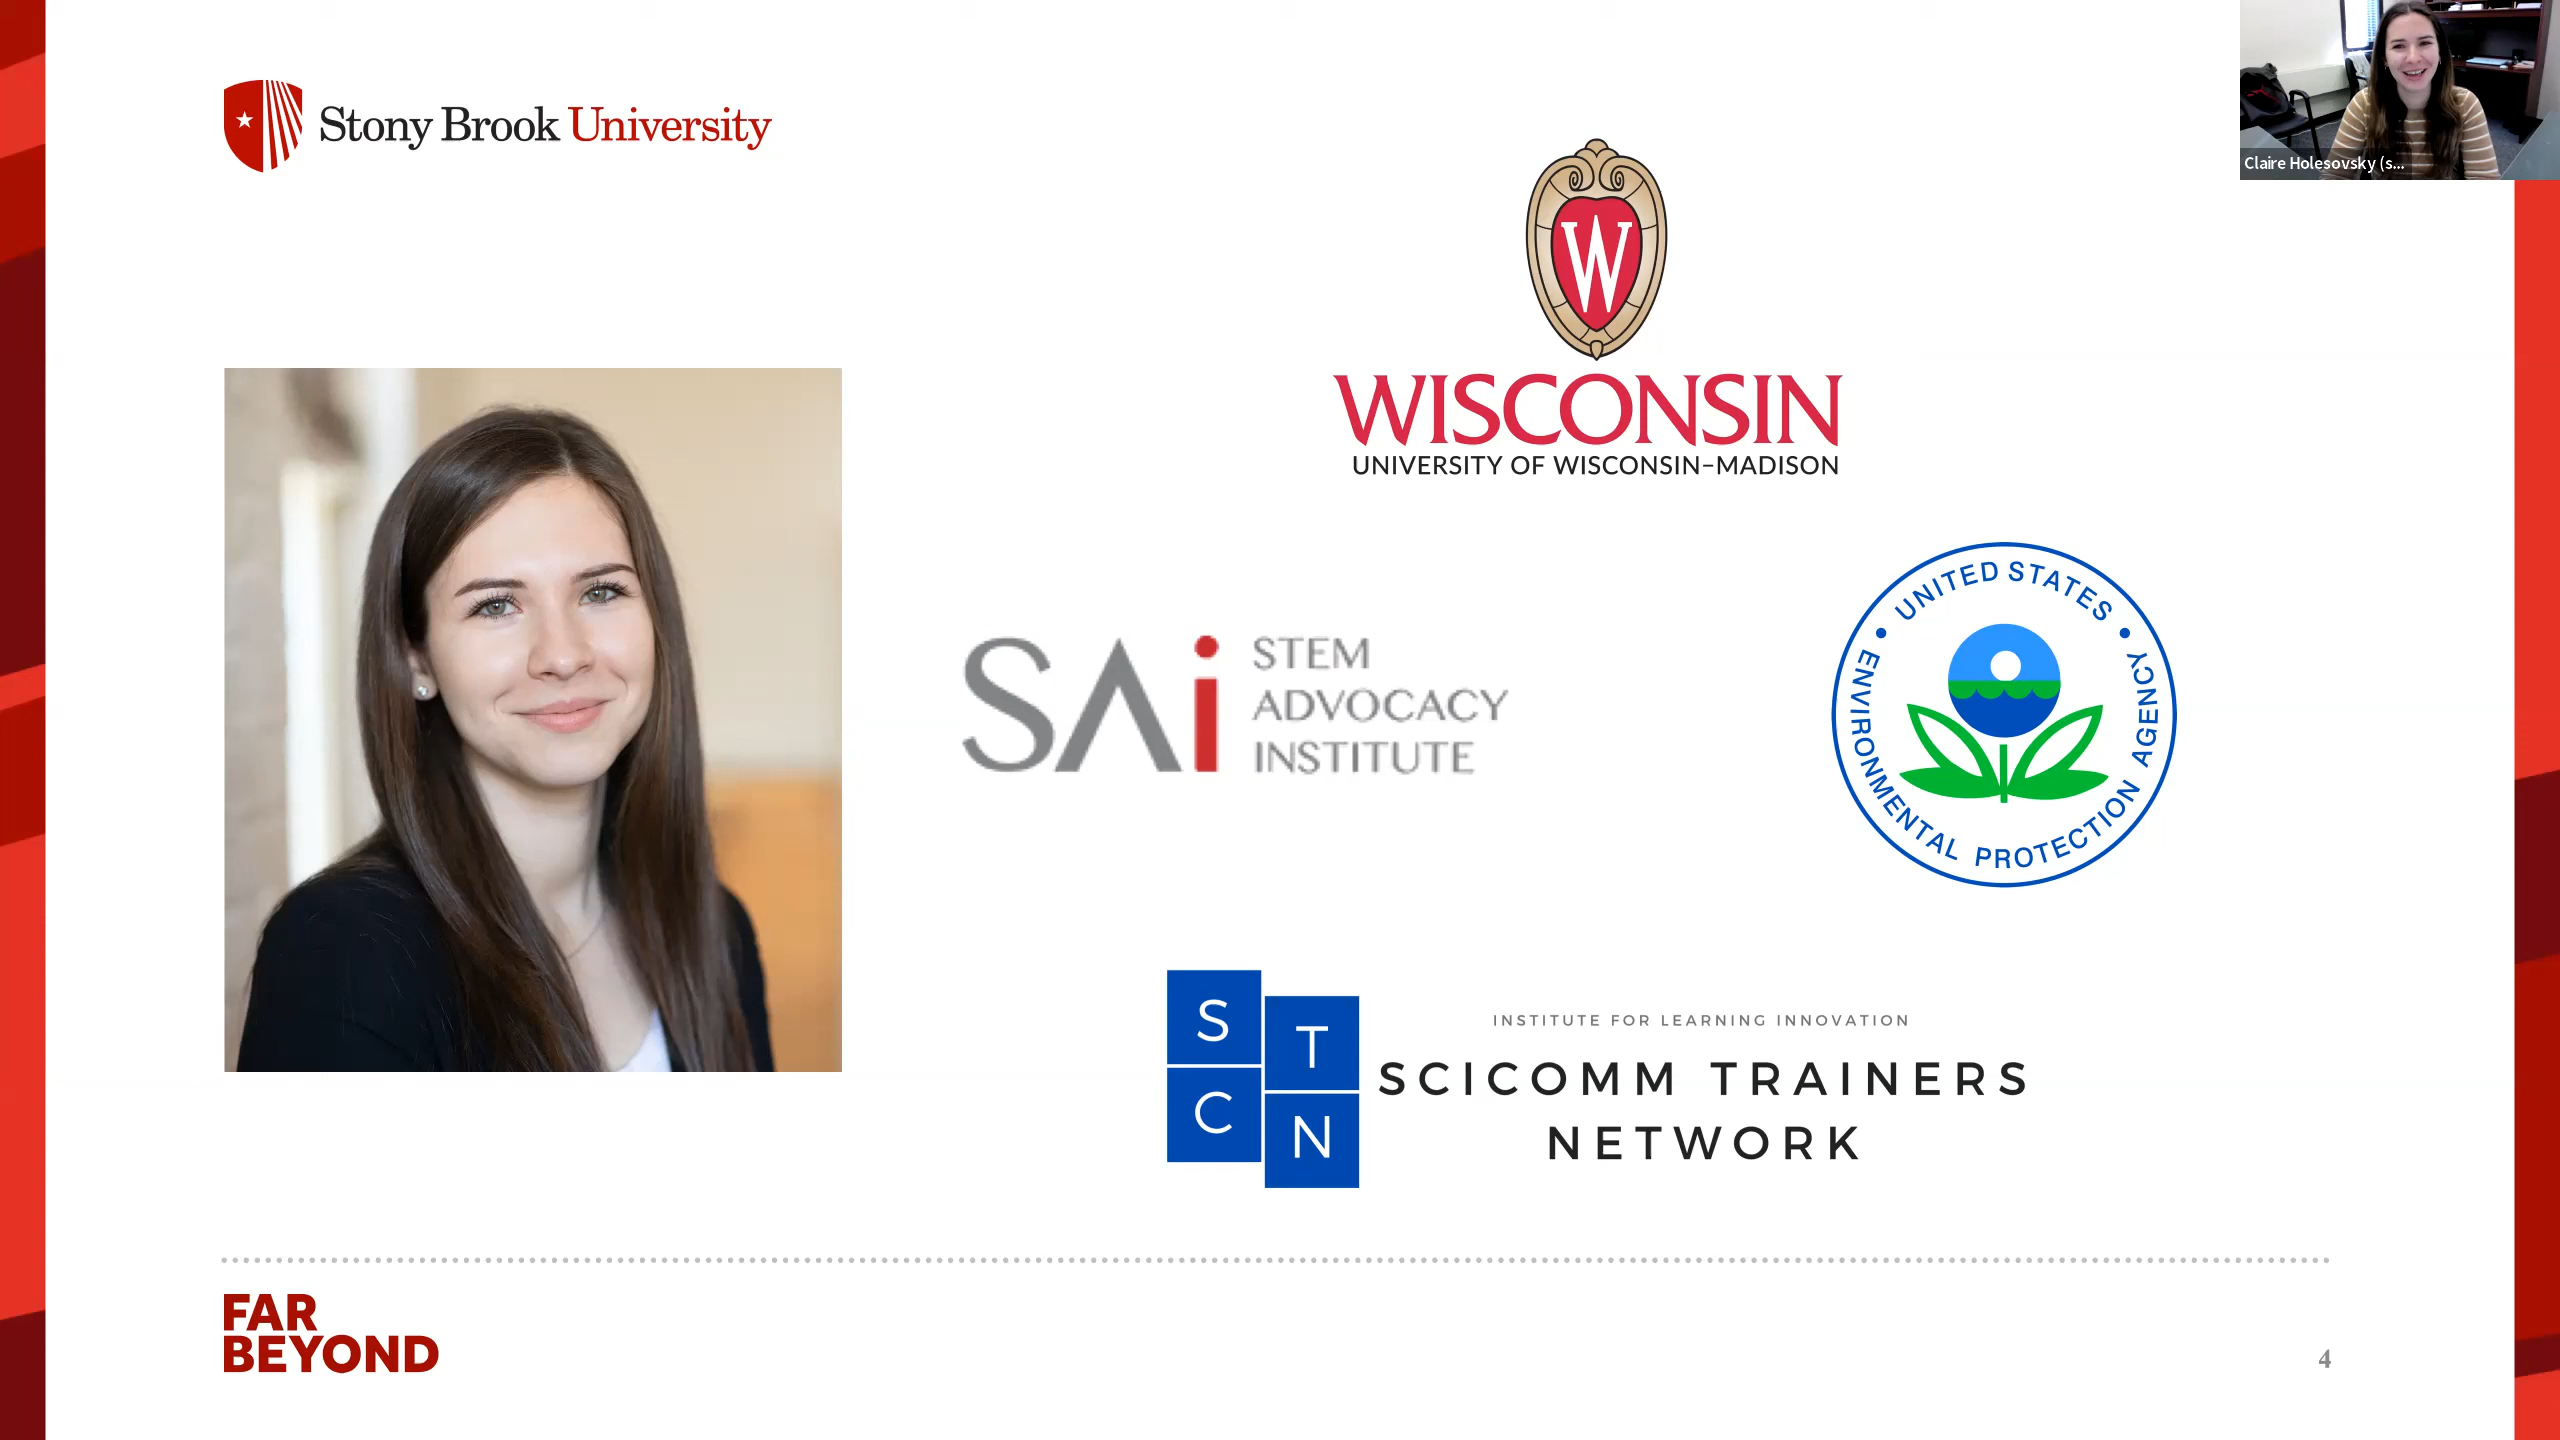 Stony Brook University
Claire Holesovsky (s...
W
WISCONSIN
UNIVERSITY OF WISCONSIN–MADISON
SAi
STEM
ADVOCACY
INSTITUTE
UNITED STATES
ENVIRONMENTAL PROTECTION AGENCY
S
T
C
N
INSTITUTE FOR LEARNING INNOVATION
SCICOMM TRAINERS
NETWORK
FAR
BEYOND
4